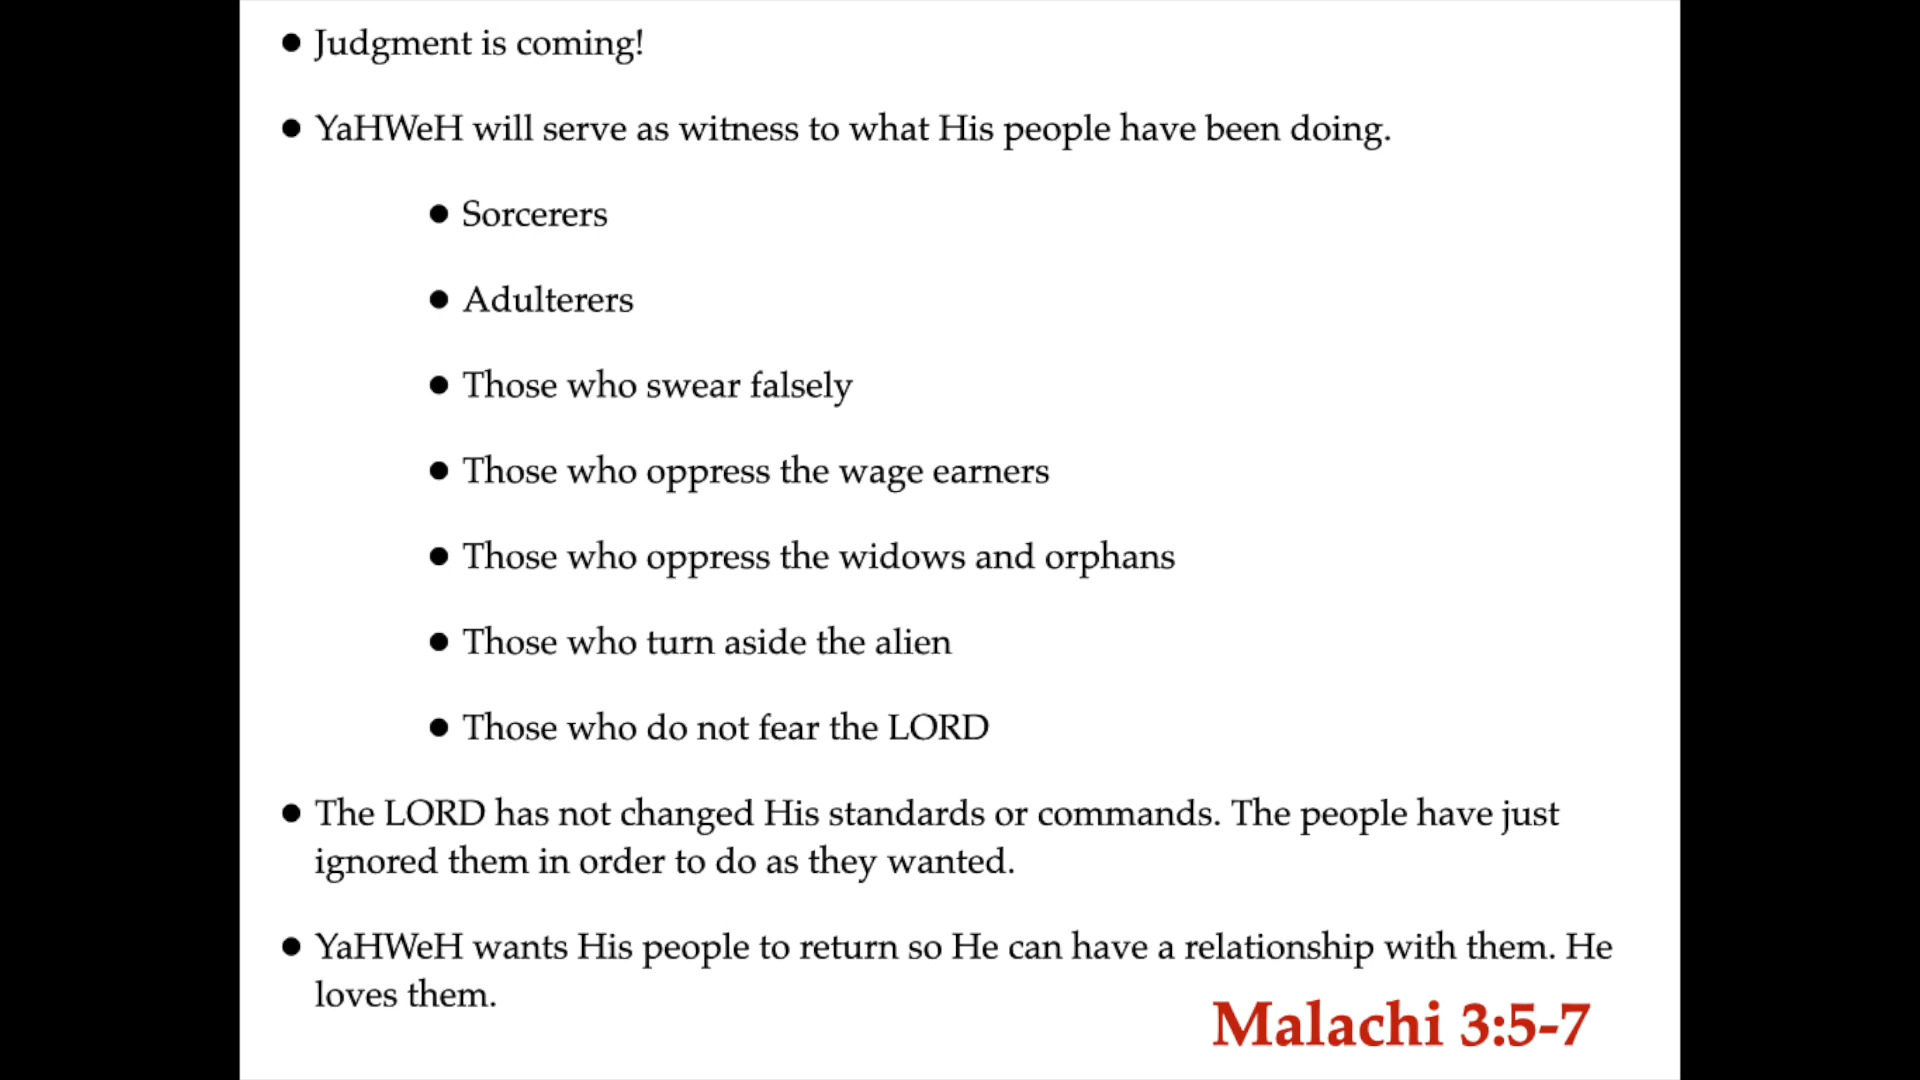 • Judgment is coming!
• YaHWeH will serve as witness to what His people have been doing.
• Sorcerers
• Adulterers
• Those who swear falsely
• Those who oppress the wage earners
• Those who oppress the widows and orphans
• Those who turn aside the alien
• Those who do not fear the LORD
• The LORD has not changed His standards or commands. The people have just
ignored them in order to do as they wanted.
• YaHWeH wants His people to return so He can have a relationship with them. He
loves them.
Malachi 3:5-7